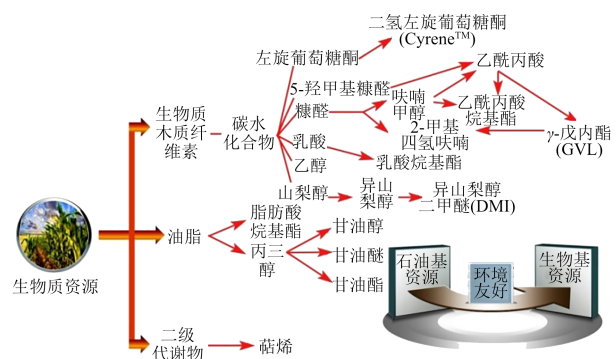 二氢左旋葡萄糖酮
(Cyrene™)
左旋葡萄糖酮
乙酰丙酸
5-羟甲基糠醛
糠醛
呋喃
甲醇
乙酰丙酸
烷基酯
生物质
木质纤
维素
碳水
化合物
2-甲基
四氢呋喃
γ-戊内酯
(GVL)
乳酸
乳酸烷基酯
乙醇
山梨醇
异山
梨醇
异山梨醇
二甲醚(DMI)
脂肪酸
烷基酯
油脂
丙三
醇
甘油醇
甘油醚
甘油酯
生物质资源
石油基
资源
环境
友好
生物基
资源
二级
代谢物
萜烯